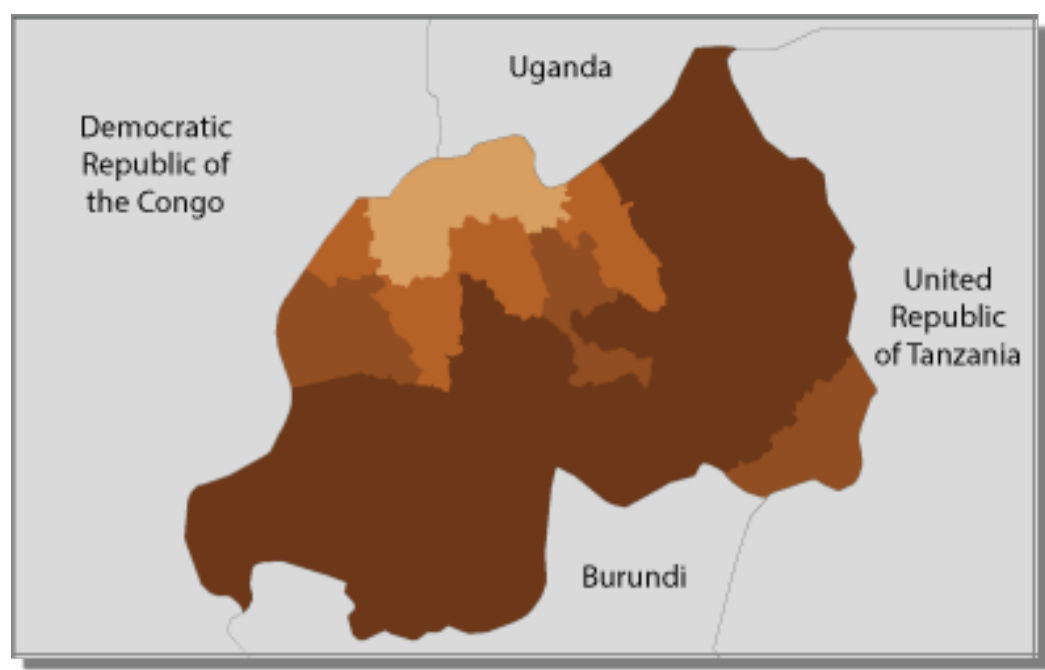 Uganda
Democratic
Republic of
the Congo
United
Republic
of Tanzania
Burundi